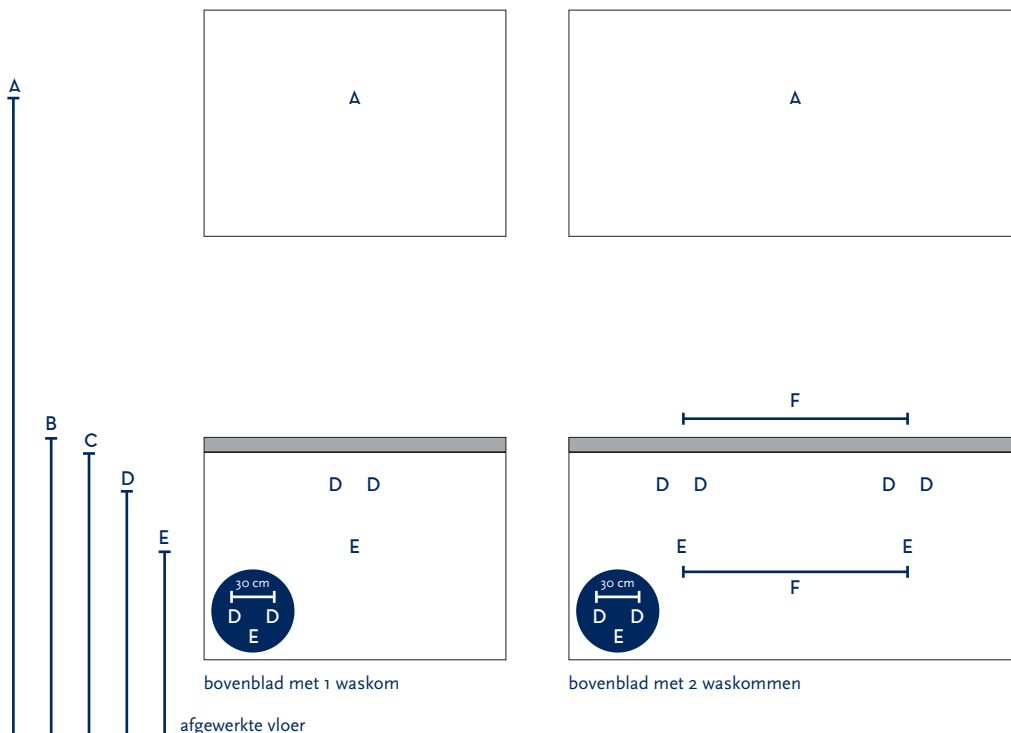 A
A
A
F
B
C
D
D D
D D
D D
E
E
E
E
F
30 cm
D D
E
30 cm
D D
E
bovenblad met 1 waskom
bovenblad met 2 waskommen
afgewerkte vloer